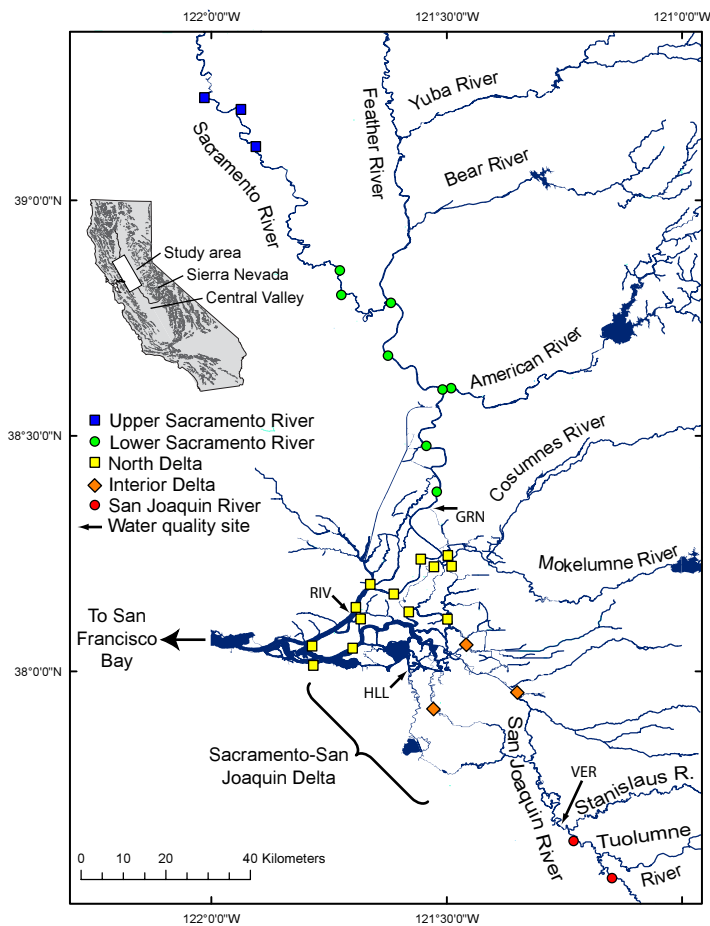 122°0'0"W
121°30'0"W
121°0'0"W
Yuba River
Feather River
Sacramento River
Bear River
39°0'0"N
Study area
Sierra Nevada
Central Valley
American River
Upper Sacramento River
Lower Sacramento River
North Delta
Interior Delta
San Joaquin River
Water quality site
38°30'0"N
Cosumnes River
GRN
Mokelumne River
RIV
To San
Francisco
Bay
38°0'0"N
HLL
Sacramento-San
Joaquin Delta
San Joaquin River
VER
Stanislaus R.
Tuolumne
River
0 10 20 40 Kilometers
122°0'0"W
121°30'0"W
121°0'0"W